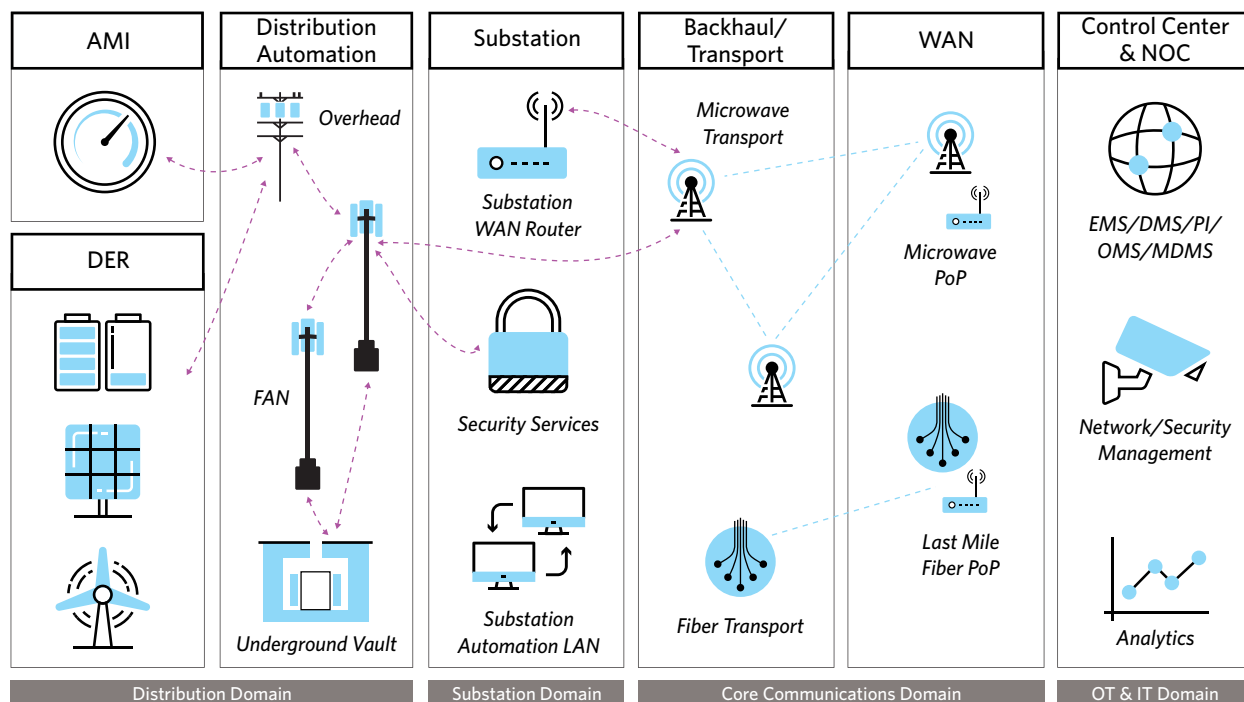 AMI
DER
Distribution
Automation
Overhead
FAN
Underground Vault
Substation
Substation
WAN Router
Security Services
Substation
Automation LAN
Backhaul/
Transport
Microwave
Transport
Fiber Transport
WAN
Microwave
PoP
Last Mile
Fiber PoP
Control Center
& NOC
EMS/DMS/PI/
OMS/MDMS
Network/Security
Management
Analytics
Distribution Domain
Substation Domain
Core Communications Domain
OT & IT Domain